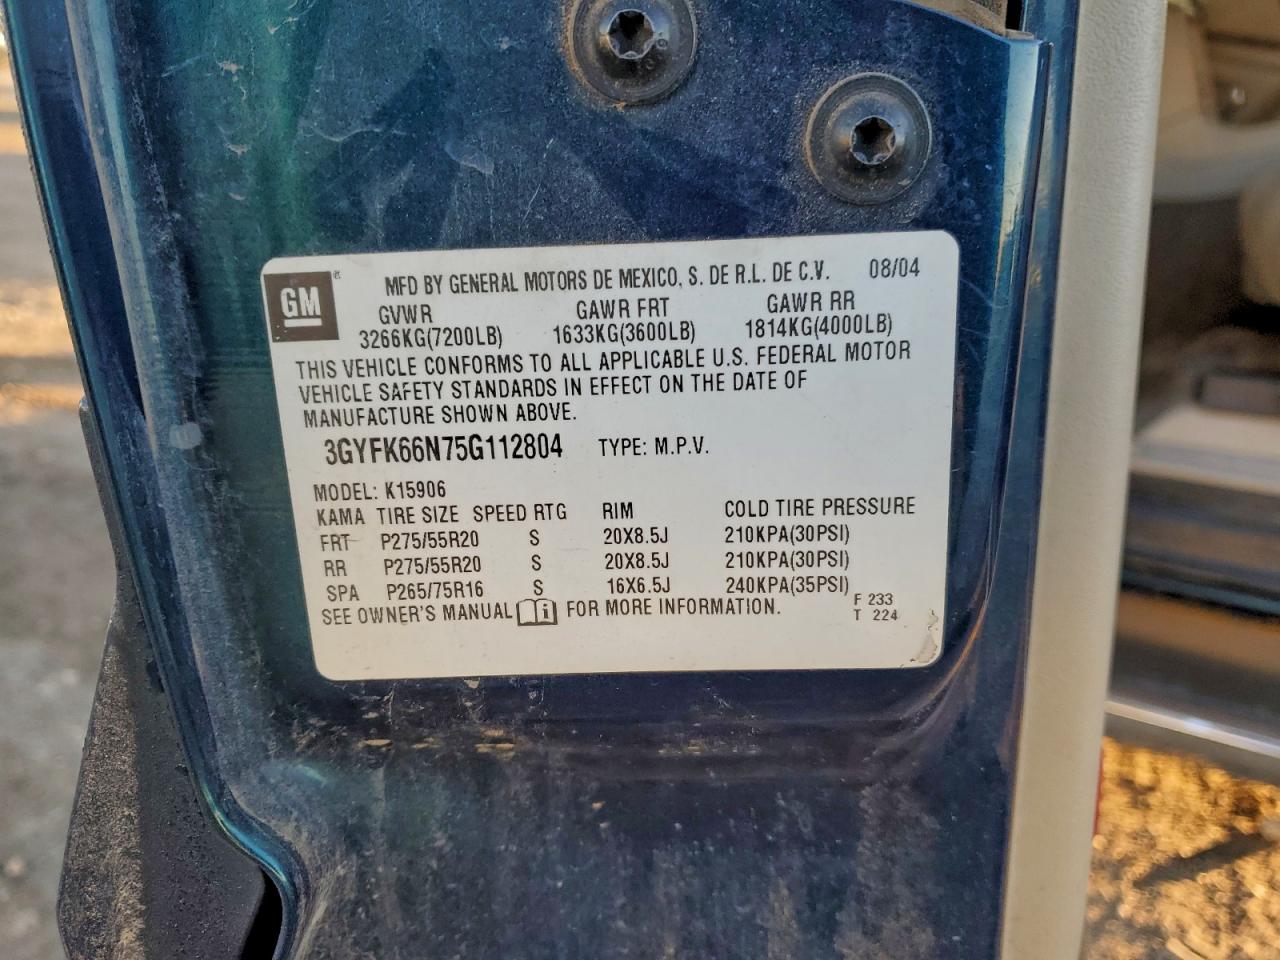 GM ® MFD BY GENERAL MOTORS DE MEXICO, S. DE R.L. DE C.V. 08/04
GVWR GAWR FRT GAWR RR
3266KG(7200LB) 1633KG(3600LB) 1814KG(4000LB)
THIS VEHICLE CONFORMS TO ALL APPLICABLE U.S. FEDERAL MOTOR
VEHICLE SAFETY STANDARDS IN EFFECT ON THE DATE OF
MANUFACTURE SHOWN ABOVE.
3GYFK66N75G112804 TYPE: M.P.V.
MODEL: K15906
KAMA TIRE SIZE SPEED RTG RIM COLD TIRE PRESSURE
FRT P275/55R20 S 20X8.5J 210KPA(30PSI)
RR P275/55R20 S 20X8.5J 210KPA(30PSI)
SPA P265/75R16 S 16X6.5J 240KPA(35PSI)
SEE OWNER'S MANUAL i FOR MORE INFORMATION. F 233
T 224